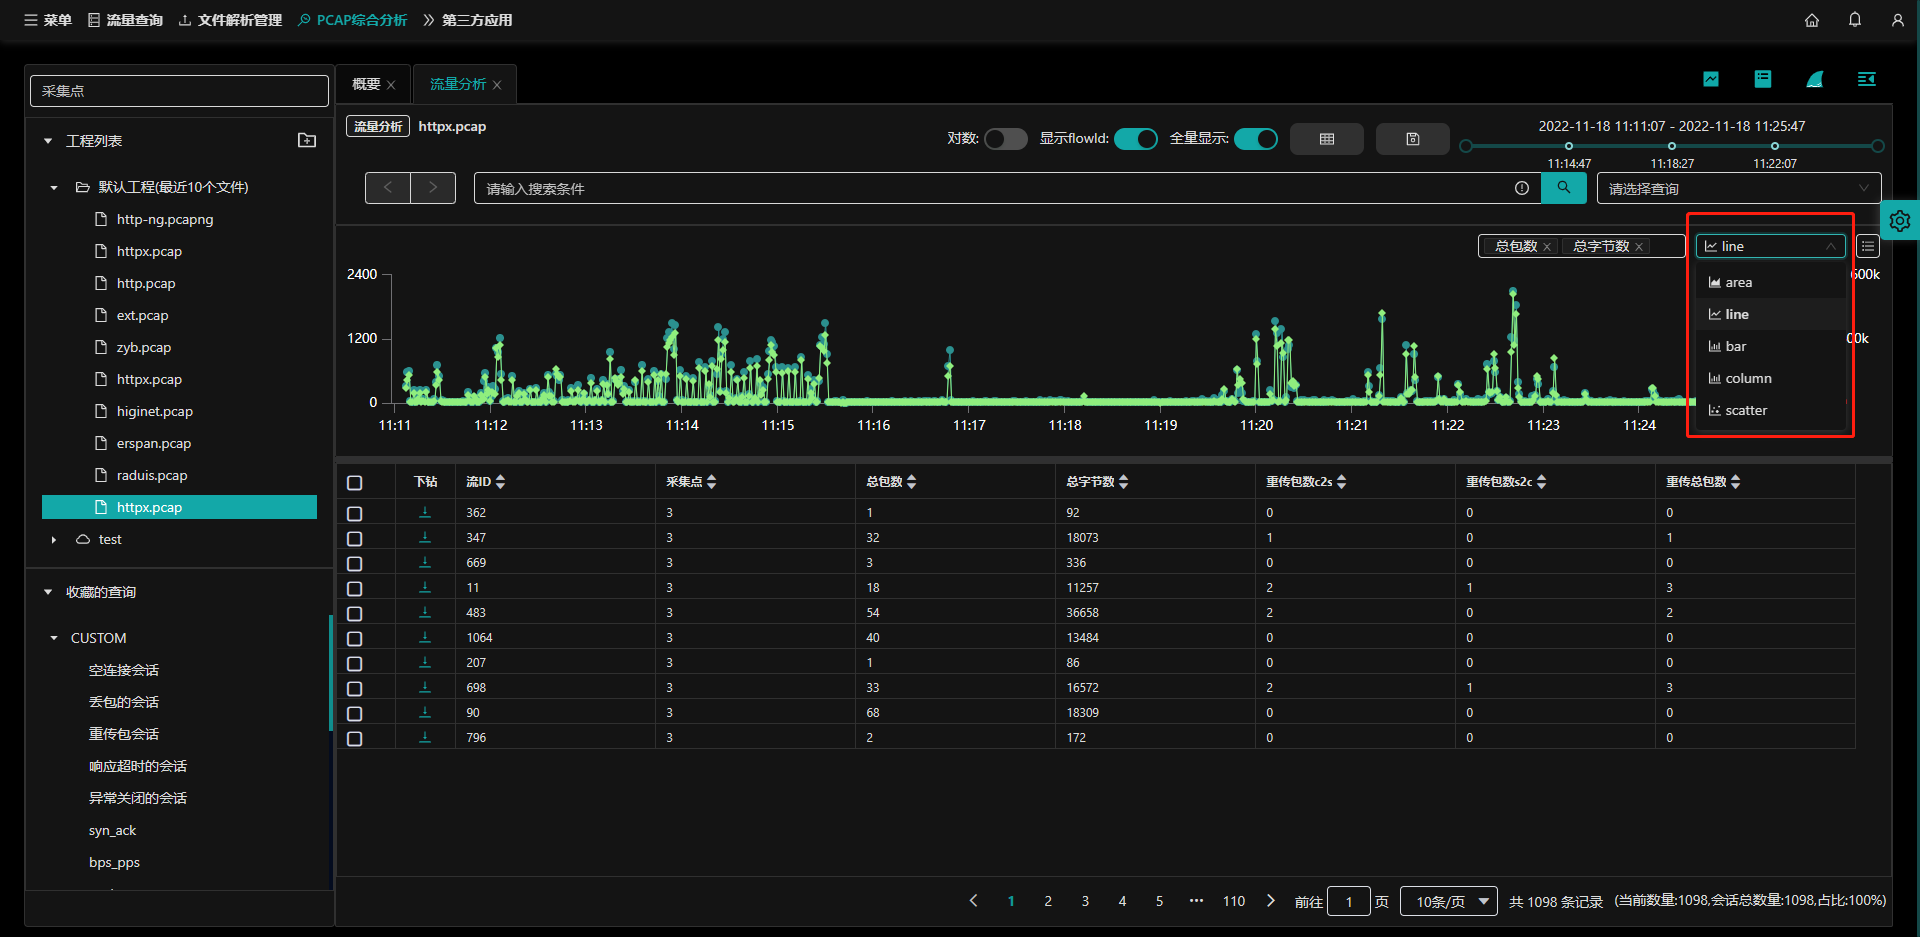 菜单 流量查询 文件解析管理 PCAP综合分析 第三方应用
采集点
工程列表
默认工程(最近10个文件)
http-ng.pcapng
httpx.pcap
http.pcap
ext.pcap
zyb.pcap
httpx.pcap
higinet.pcap
erspan.pcap
raduis.pcap
httpx.pcap
test
收藏的查询
CUSTOM
空连接会话
丢包的会话
重传包会话
响应超时的会话
异常关闭的会话
syn_ack
bps_pps
概要 流量分析
流量分析 httpx.pcap
对数: 显示flowId: 全量显示:
2022-11-18 11:11:07 - 2022-11-18 11:25:47
11:14:47 11:18:27 11:22:07
请输入搜索条件 请选择查询
总包数 总字节数 line
area
line
bar
column
scatter
2400
1200
0
600k
00k
11:11 11:12 11:13 11:14 11:15 11:16 11:17 11:18 11:19 11:20 11:21 11:22 11:23 11:24
下钻 流ID 采集点 总包数 总字节数 重传包数c2s 重传包数s2c 重传总包数
362 3 1 92 0 0 0
347 3 32 18073 1 0 1
669 3 3 336 0 0 0
11 3 18 11257 2 1 3
483 3 54 36658 2 0 2
1064 3 40 13484 0 0 0
207 3 1 86 0 0 0
698 3 33 16572 2 1 3
90 3 68 18309 0 0 0
796 3 2 172 0 0 0
1 2 3 4 5 ••• 110 前往 1 页 10条/页 共 1098 条记录 (当前数量:1098,会话总数量:1098,占比:100%)